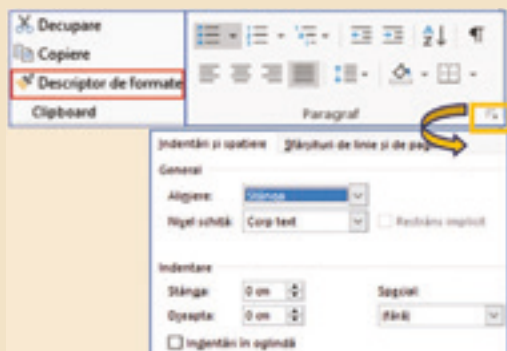 Decupare
Copiere
Descriptor de formate
Clipboard
Paragraf
Indentări și spațiere Sfârșituri de linie și de pag
General
Aliniere: Stânga
Nivel schiță: Corp text Restrâns implicit
Indentare
Stânga: 0 cm Special:
Dreapta: 0 cm (fără)
Indentări în oglindă